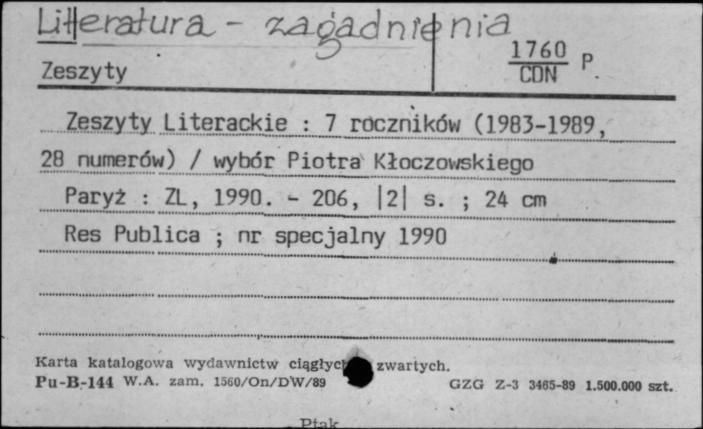 Literatura - zagadnienia
1760
CDN P.
Zeszyty
Zeszyty Literackie : 7 roczników (1983-1989,
28 numerów) / wybór Piotra Kłoczowskiego
Paryż : ZL, 1990. - 206, |2| s. ; 24 cm
Res Publica ; nr specjalny 1990
Karta katalogowa wydawnictw ciągłych zwartych.
Pu-B-144 W.A. zam. 1560/On/DW/89 GZG Z-3 3465-89 1.500.000 szt.
Ptak